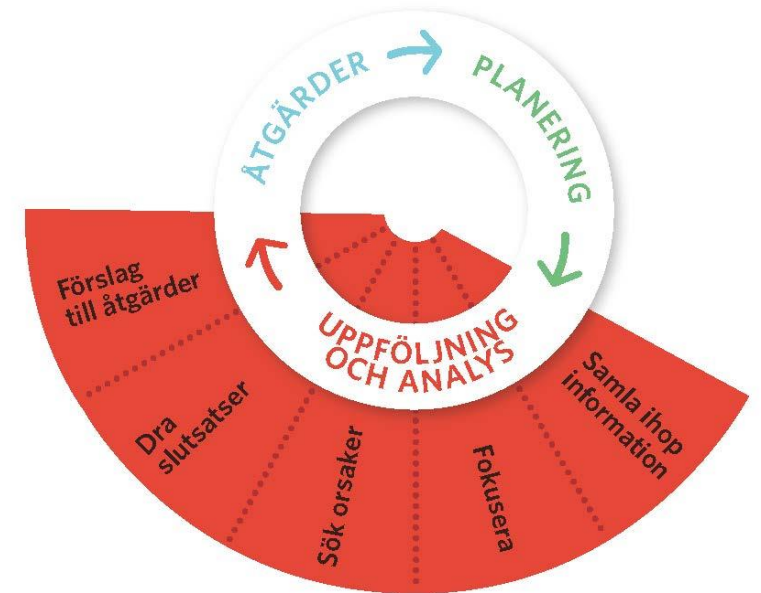 ÅTGÄRDER
PLANERING
UPPFÖLJNING
OCH ANALYS
Samla ihop
information
Fokusera
Sök orsaker
Dra
slutsatser
Förslag
till åtgärder